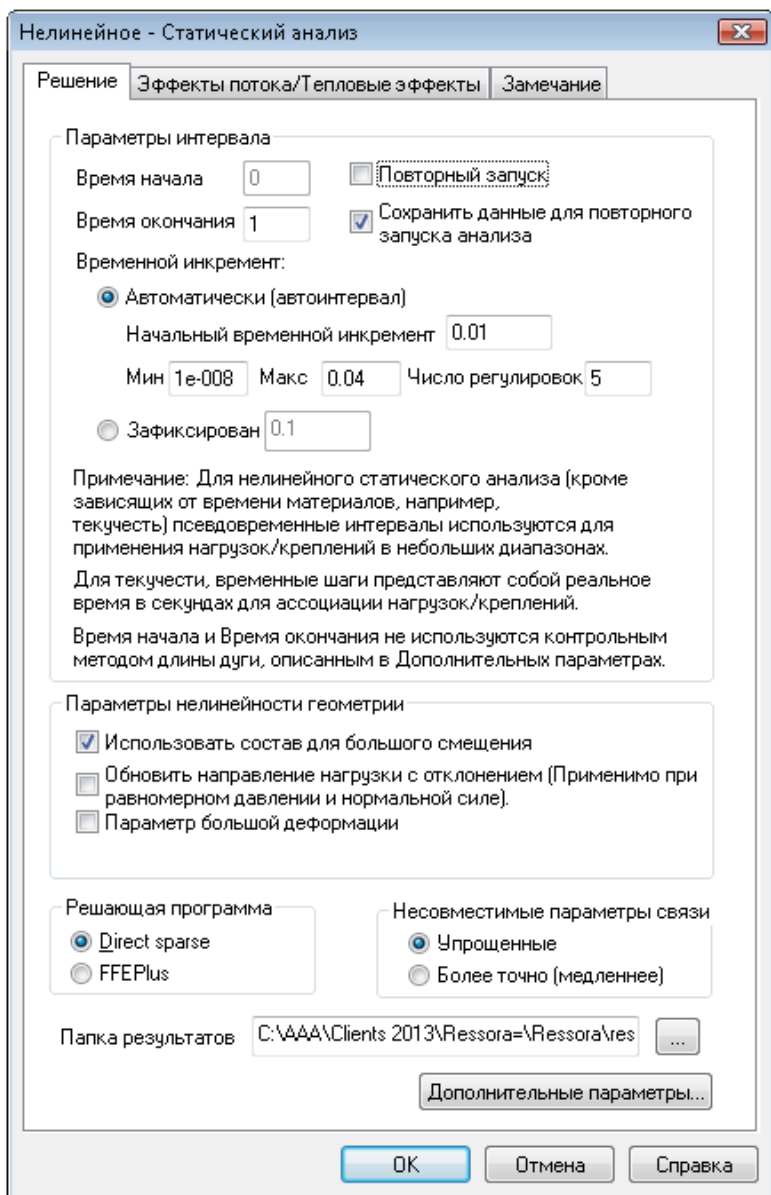 Нелинейное - Статический анализ
Решение
Эффекты потока/Тепловые эффекты
Замечание
Параметры интервала
Время начала 0
Повторный запуск
Время окончания 1
Сохранить данные для повторного
запуска анализа
Временной инкремент:
Автоматически (автоинтервал)
Начальный временной инкремент 0.01
Мин 1e-008 Макс 0.04 Число регулировок 5
Зафиксирован 0.1
Примечание: Для нелинейного статического анализа (кроме
зависящих от времени материалов, например,
текучесть) псевдовременные интервалы используются для
применения нагрузок/креплений в небольших диапазонах.
Для текучести, временные шаги представляют собой реальное
время в секундах для ассоциации нагрузок/креплений.
Время начала и Время окончания не используются контрольным
методом длины дуги, описанным в Дополнительных параметрах.
Параметры нелинейности геометрии
Использовать состав для большого смещения
Обновить направление нагрузки с отклонением (Применимо при
равномерном давлении и нормальной силе).
Параметр большой деформации
Решающая программа
Direct sparse
FFEPlus
Несовместимые параметры связи
Упрощенные
Более точно (медленнее)
Папка результатов C:\AAA\Clients 2013\Ressora=\Ressora\res ...
Дополнительные параметры...
OK Отмена Справка